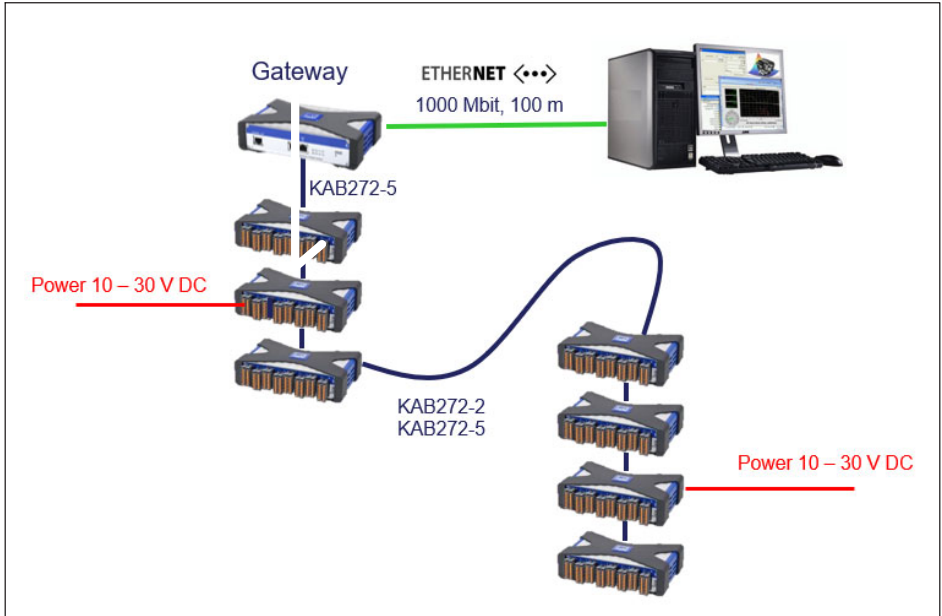 Gateway
ETHERNET <•••>
1000 Mbit, 100 m
KAB272-5
Power 10 – 30 V DC
KAB272-2
KAB272-5
Power 10 – 30 V DC